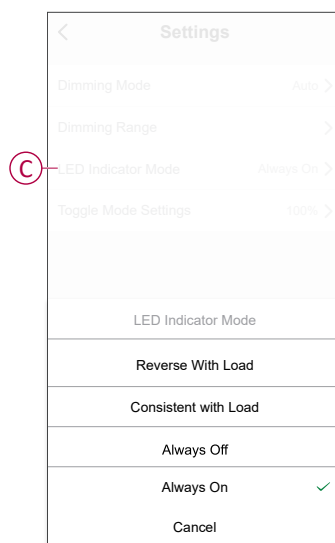 Settings
Dimming Mode Auto
Dimming Range
C LED Indicator Mode Always On
Toggle Mode Settings 100%
LED Indicator Mode
Reverse With Load
Consistent with Load
Always Off
Always On
Cancel